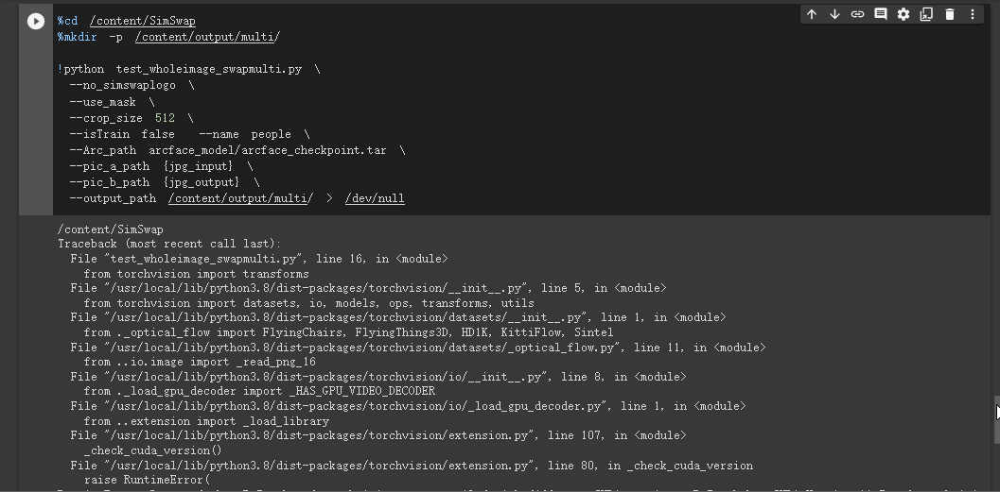 %cd /content/SimSwap
%mkdir -p /content/output/multi/
!python test_wholeimage_swapmulti.py \
--no_simswaplogo \
--use_mask \
--crop_size 512 \
--isTrain false --name people \
--Arc_path arcface_model/arcface_checkpoint.tar \
--pic_a_path {jpg_input} \
--pic_b_path {jpg_output} \
--output_path /content/output/multi/ > /dev/null
/content/SimSwap
Traceback (most recent call last):
File "test_wholeimage_swapmulti.py", line 16, in <module>
from torchvision import transforms
File "/usr/local/lib/python3.8/dist-packages/torchvision/__init__.py", line 5, in <module>
from torchvision import datasets, io, models, ops, transforms, utils
File "/usr/local/lib/python3.8/dist-packages/torchvision/datasets/__init__.py", line 1, in <module>
from ._optical_flow import FlyingChairs, FlyingThings3D, HD1K, KittiFlow, Sintel
File "/usr/local/lib/python3.8/dist-packages/torchvision/datasets/_optical_flow.py", line 11, in <module>
from ..io.image import _read_png_16
File "/usr/local/lib/python3.8/dist-packages/torchvision/io/__init__.py", line 8, in <module>
from ._load_gpu_decoder import _HAS_GPU_VIDEO_DECODER
File "/usr/local/lib/python3.8/dist-packages/torchvision/io/_load_gpu_decoder.py", line 1, in <module>
from ..extension import _load_library
File "/usr/local/lib/python3.8/dist-packages/torchvision/extension.py", line 107, in <module>
_check_cuda_version()
File "/usr/local/lib/python3.8/dist-packages/torchvision/extension.py", line 80, in _check_cuda_version
raise RuntimeError(